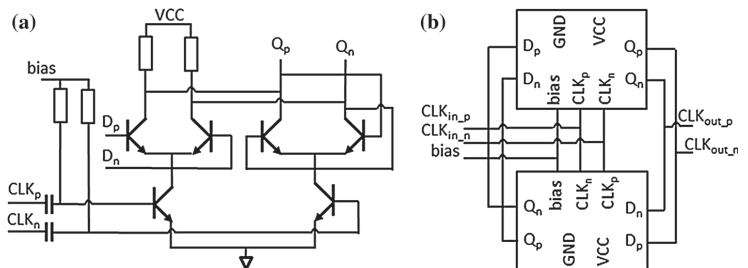 (a)
VCC
Qp
Qn
bias
Dp
Dn
CLKp
CLKn
(b)
Dp
GND
VCC
Qp
Dn
bias
CLKp
CLKn
Qn
CLKin_p
CLKin_n
bias
CLKout_p
CLKout_n
Qn
bias
CLKn
CLKp
Dn
Qp
GND
VCC
Dp